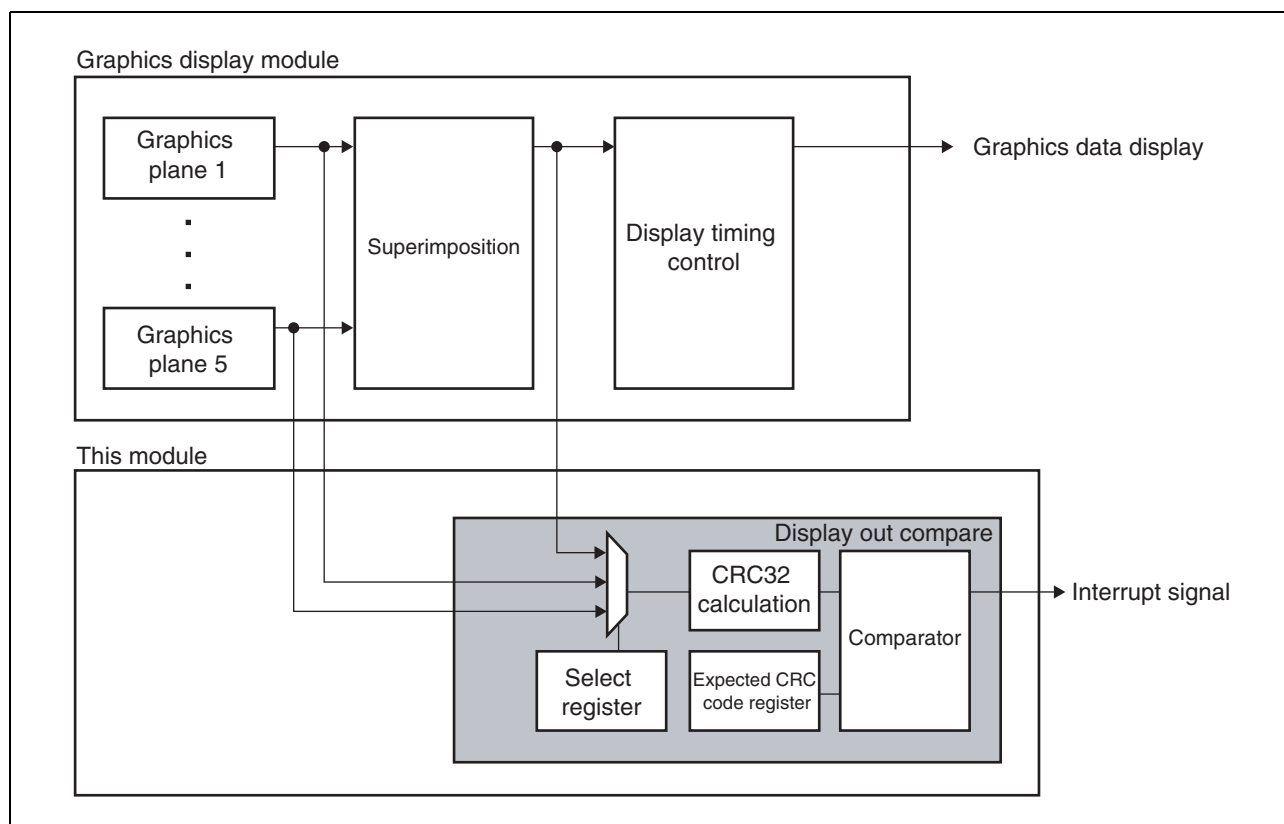 Graphics display module
Graphics
plane 1
Superimposition
Display timing
control
Graphics data display
Graphics
plane 5
This module
Display out compare
CRC32
calculation
Comparator
Interrupt signal
Select
register
Expected CRC
code register